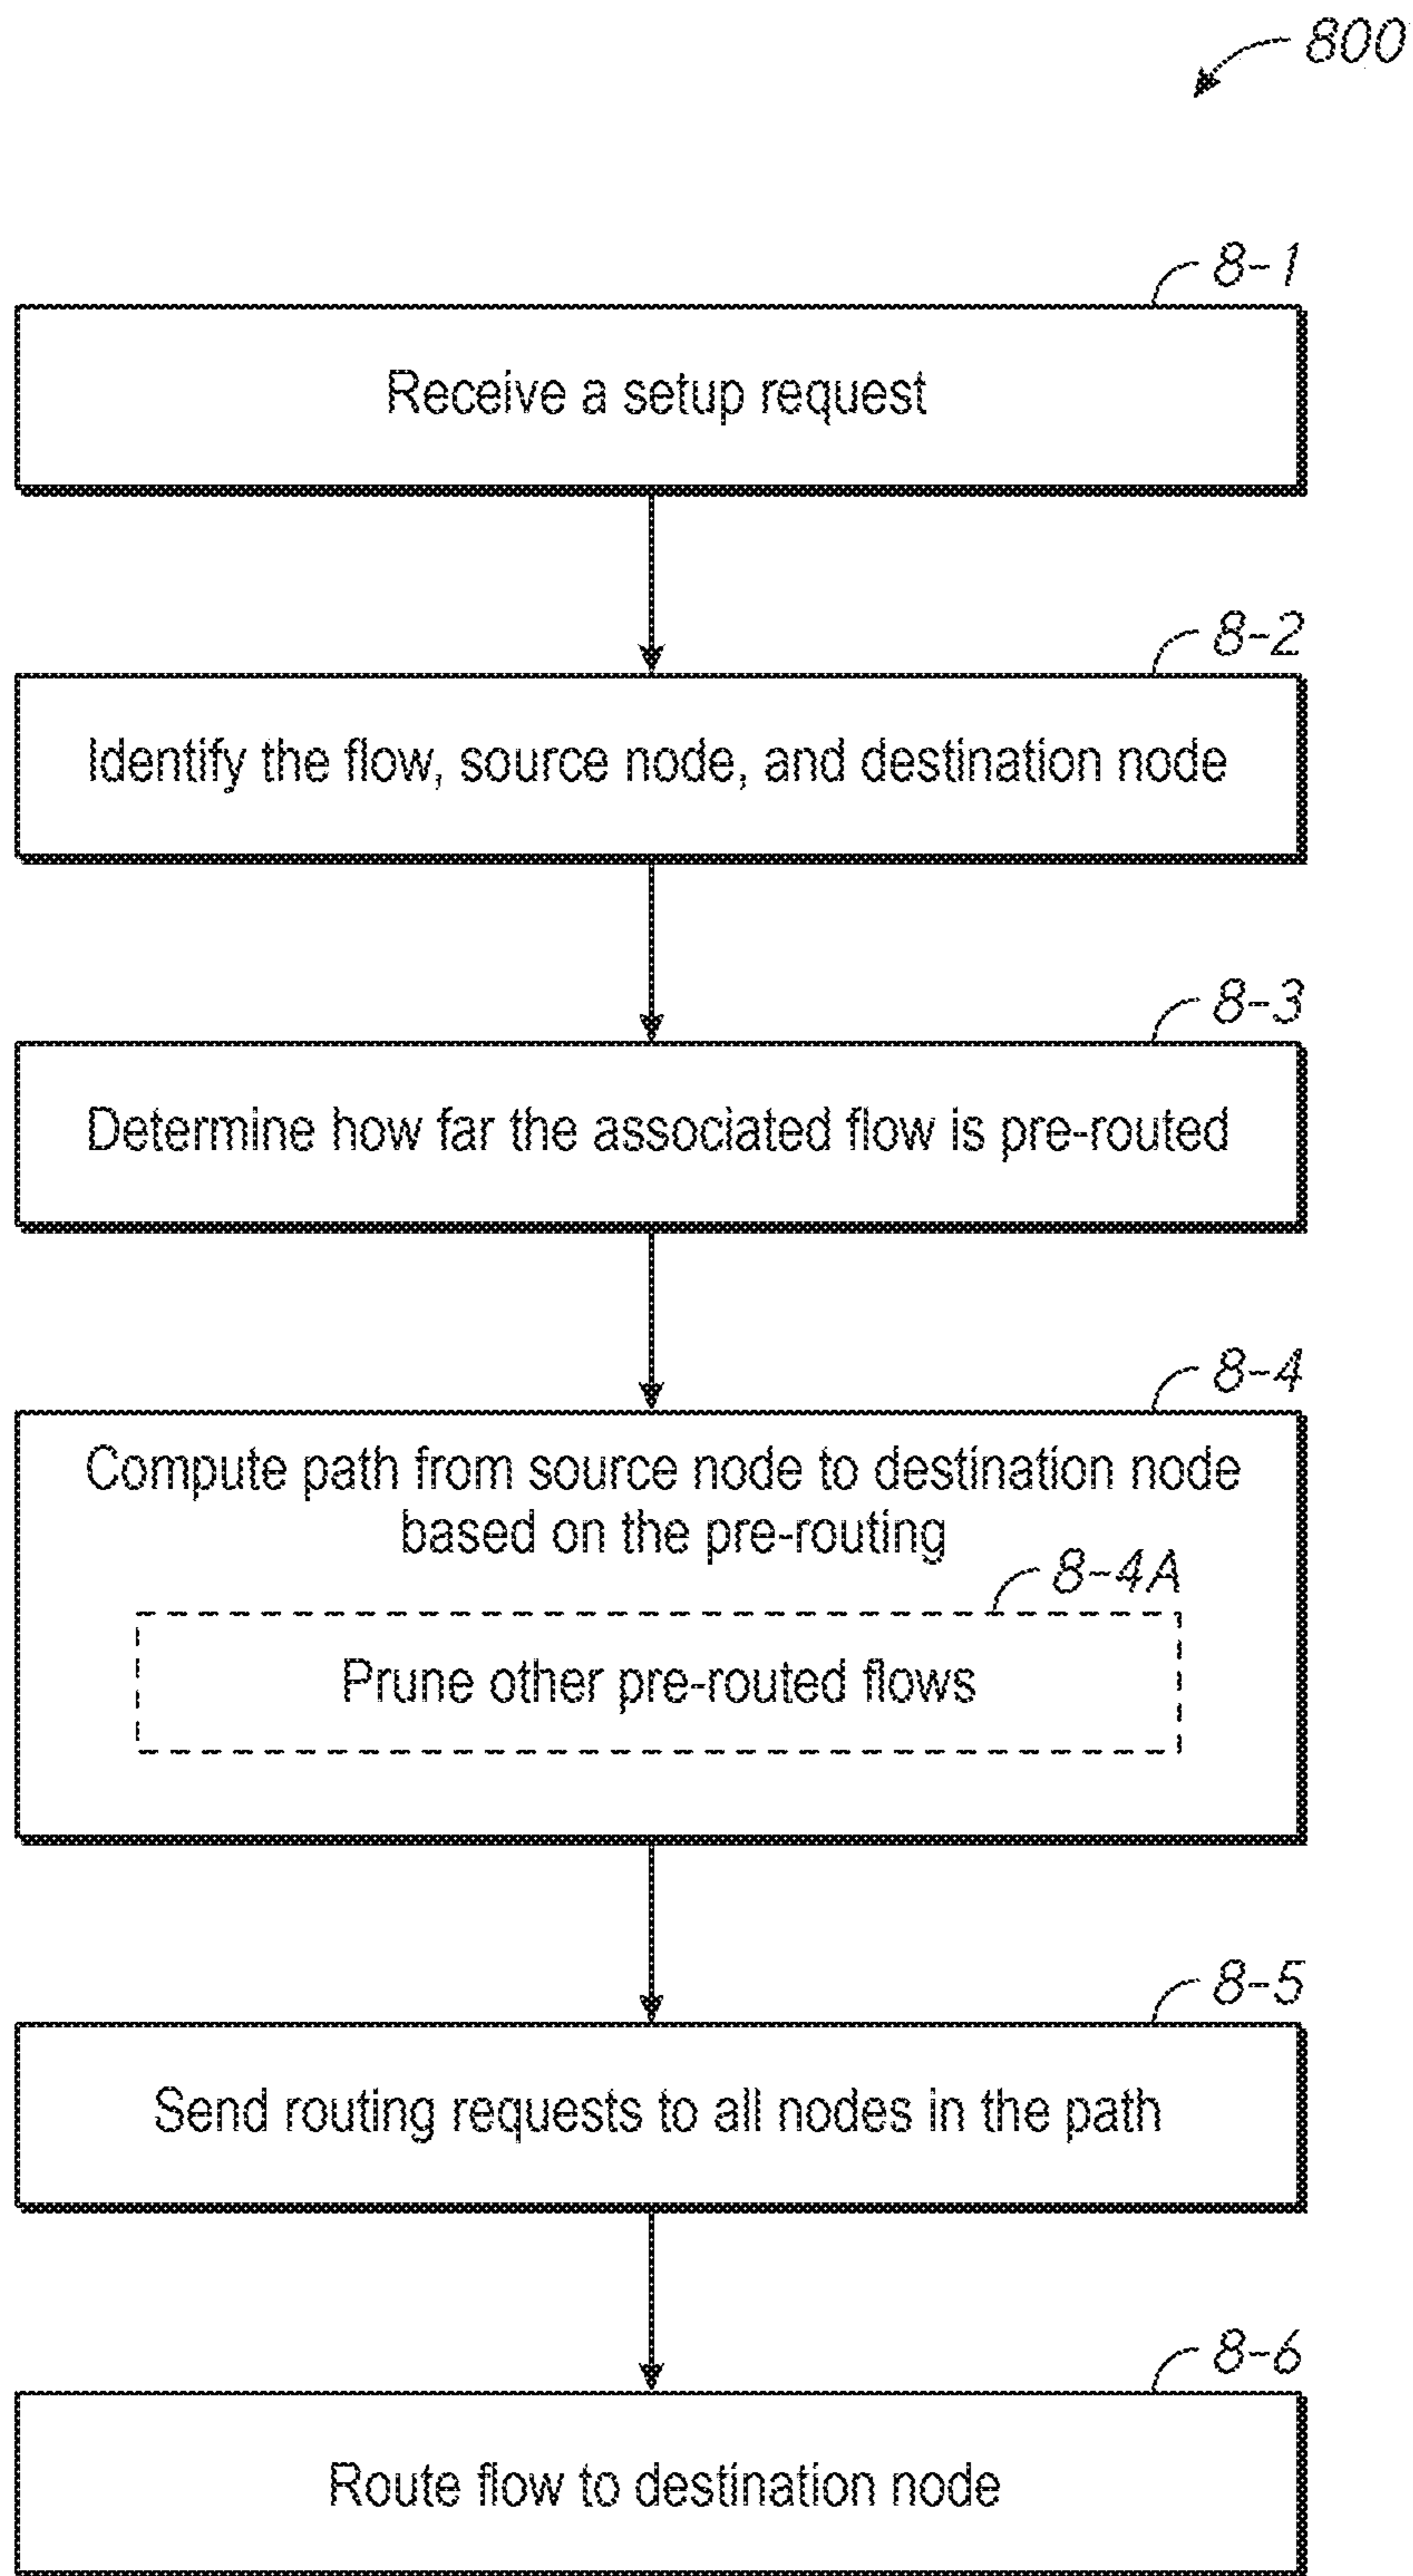 800
8-1
Receive a setup request
8-2
Identify the flow, source node, and destination node
8-3
Determine how far the associated flow is pre-routed
8-4
Compute path from source node to destination node
based on the pre-routing
8-4A
Prune other pre-routed flows
8-5
Send routing requests to all nodes in the path
8-6
Route flow to destination node